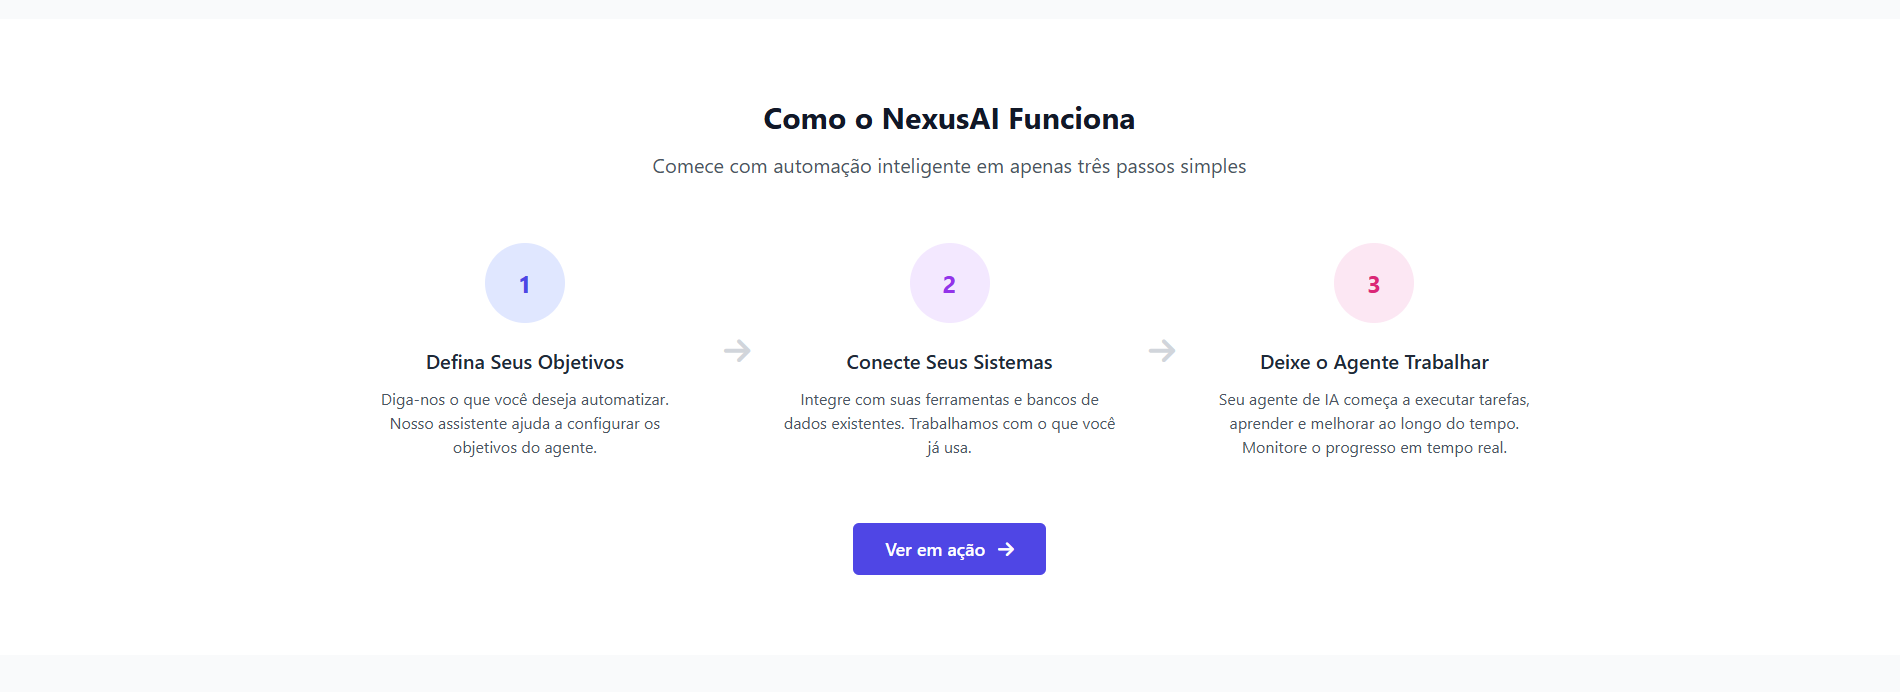 Como o NexusAI Funciona
Comece com automação inteligente em apenas três passos simples
1
Defina Seus Objetivos
Diga-nos o que você deseja automatizar.
Nosso assistente ajuda a configurar os
objetivos do agente.
2
Conecte Seus Sistemas
Integre com suas ferramentas e bancos de
dados existentes. Trabalhamos com o que você
já usa.
3
Deixe o Agente Trabalhar
Seu agente de IA começa a executar tarefas,
aprender e melhorar ao longo do tempo.
Monitore o progresso em tempo real.
Ver em ação